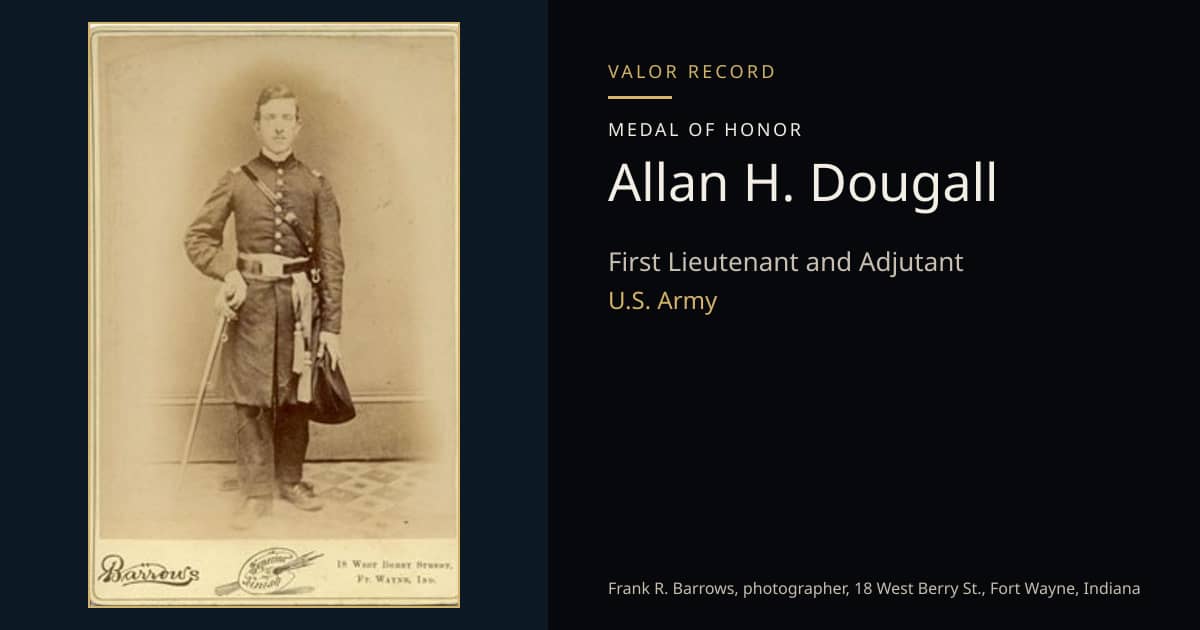 VALOR RECORD
MEDAL OF HONOR
Allan H. Dougall
First Lieutenant and Adjutant
U.S. Army
Barrows
18 West Berry Street,
Ft. Wayne, Ind.
Frank R. Barrows, photographer, 18 West Berry St., Fort Wayne, Indiana